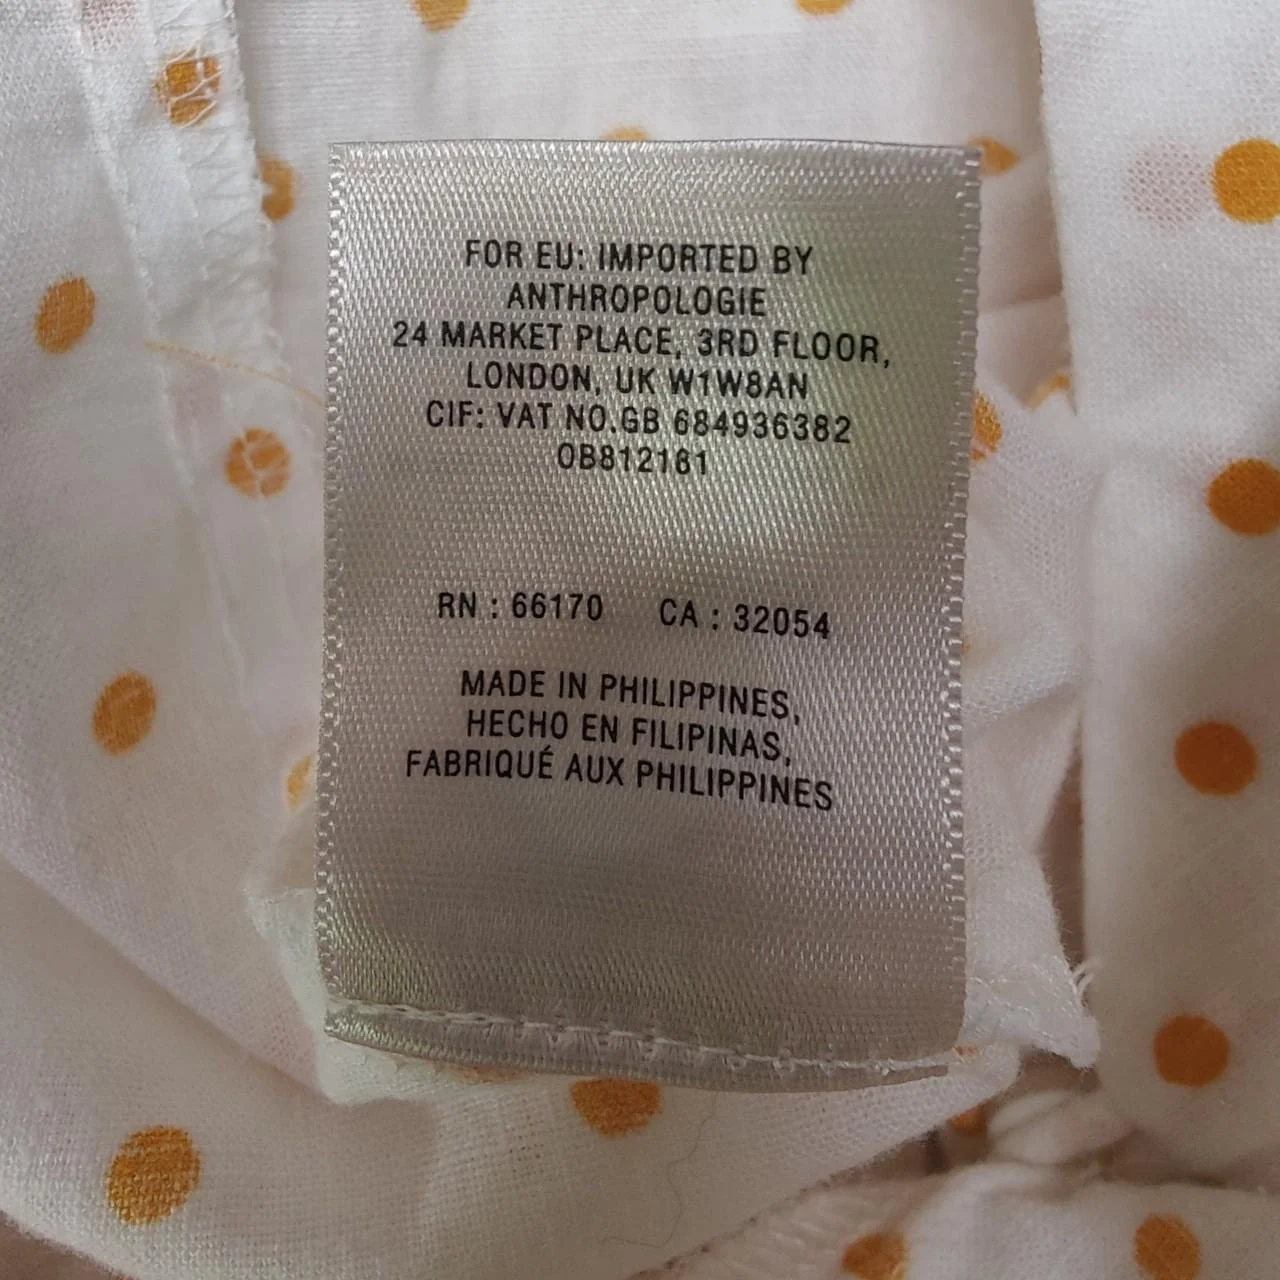 FOR EU: IMPORTED BY
ANTHROPOLOGIE
24 MARKET PLACE, 3RD FLOOR,
LONDON, UK W1W8AN
CIF: VAT NO.GB 684936382
OB812161
RN : 66170 CA : 32054
MADE IN PHILIPPINES,
HECHO EN FILIPINAS,
FABRIQUÉ AUX PHILIPPINES